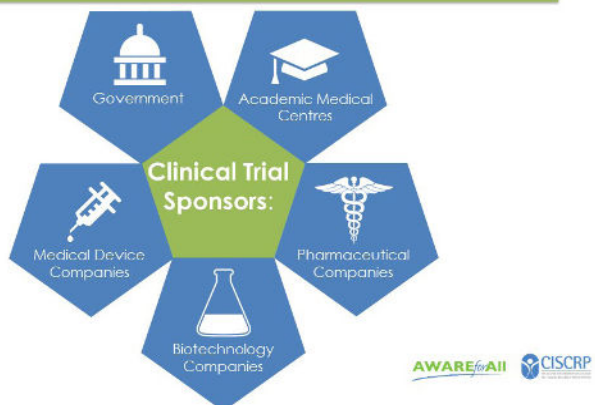 Government
Academic Medical
Centres
Clinical Trial
Sponsors:
Medical Device
Companies
Pharmaceutical
Companies
Biotechnology
Companies
AWAREforAll
CISCRP